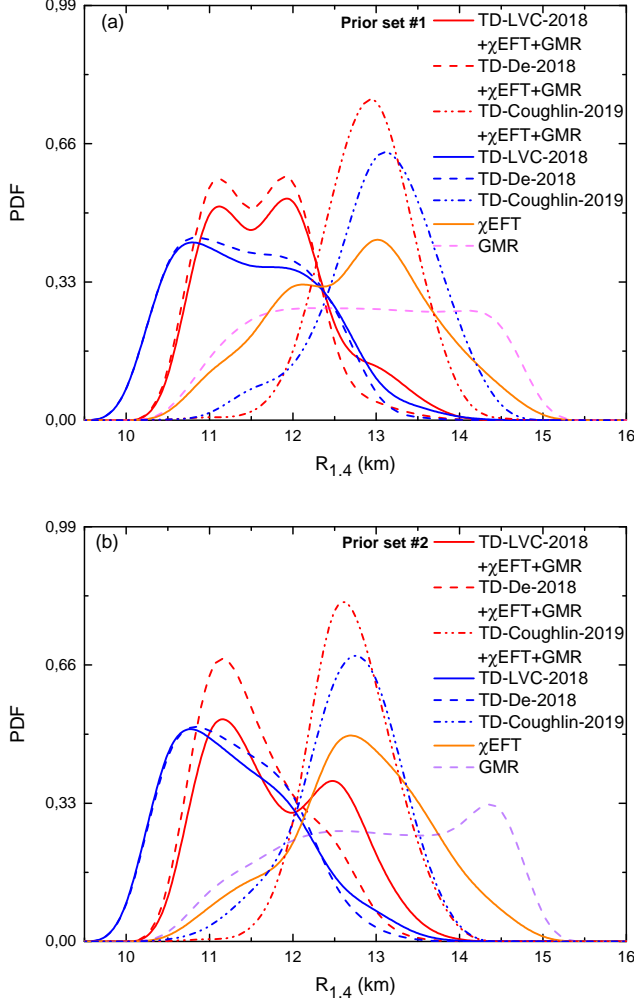 (a)
Prior set #1
TD-LVC-2018
+χEFT+GMR
TD-De-2018
+χEFT+GMR
TD-Coughlin-2019
+χEFT+GMR
TD-LVC-2018
TD-De-2018
TD-Coughlin-2019
χEFT
GMR
0,99
0,66
0,33
0,00
PDF
10 11 12 13 14 15 16
R1.4 (km)
(b)
Prior set #2
TD-LVC-2018
+χEFT+GMR
TD-De-2018
+χEFT+GMR
TD-Coughlin-2019
+χEFT+GMR
TD-LVC-2018
TD-De-2018
TD-Coughlin-2019
χEFT
GMR
0,99
0,66
0,33
0,00
PDF
10 11 12 13 14 15 16
R1.4 (km)